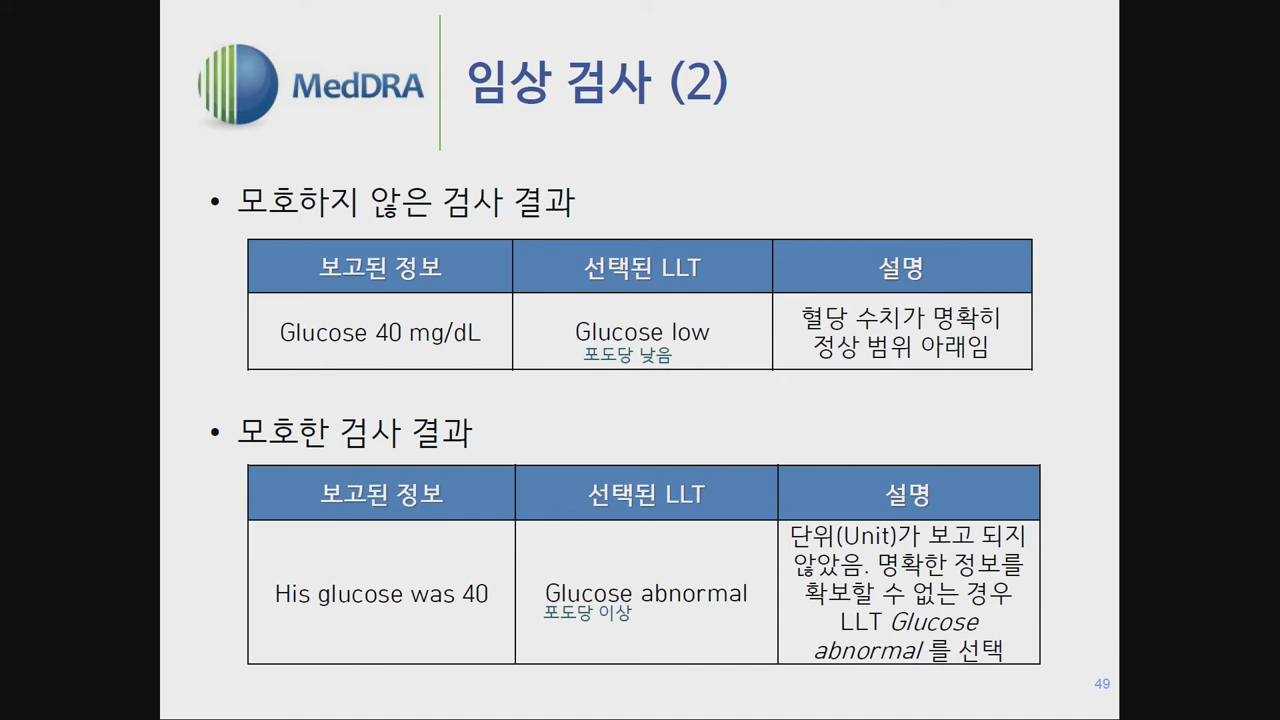 MedDRA
임상 검사 (2)
• 모호하지 않은 검사 결과
보고된 정보
선택된 LLT
설명
Glucose 40 mg/dL
Glucose low
포도당 낮음
혈당 수치가 명확히
정상 범위 아래임
• 모호한 검사 결과
보고된 정보
선택된 LLT
설명
His glucose was 40
Glucose abnormal
포도당 이상
단위(Unit)가 보고 되지
않았음. 명확한 정보를
확보할 수 없는 경우
LLT Glucose
abnormal 를 선택
49